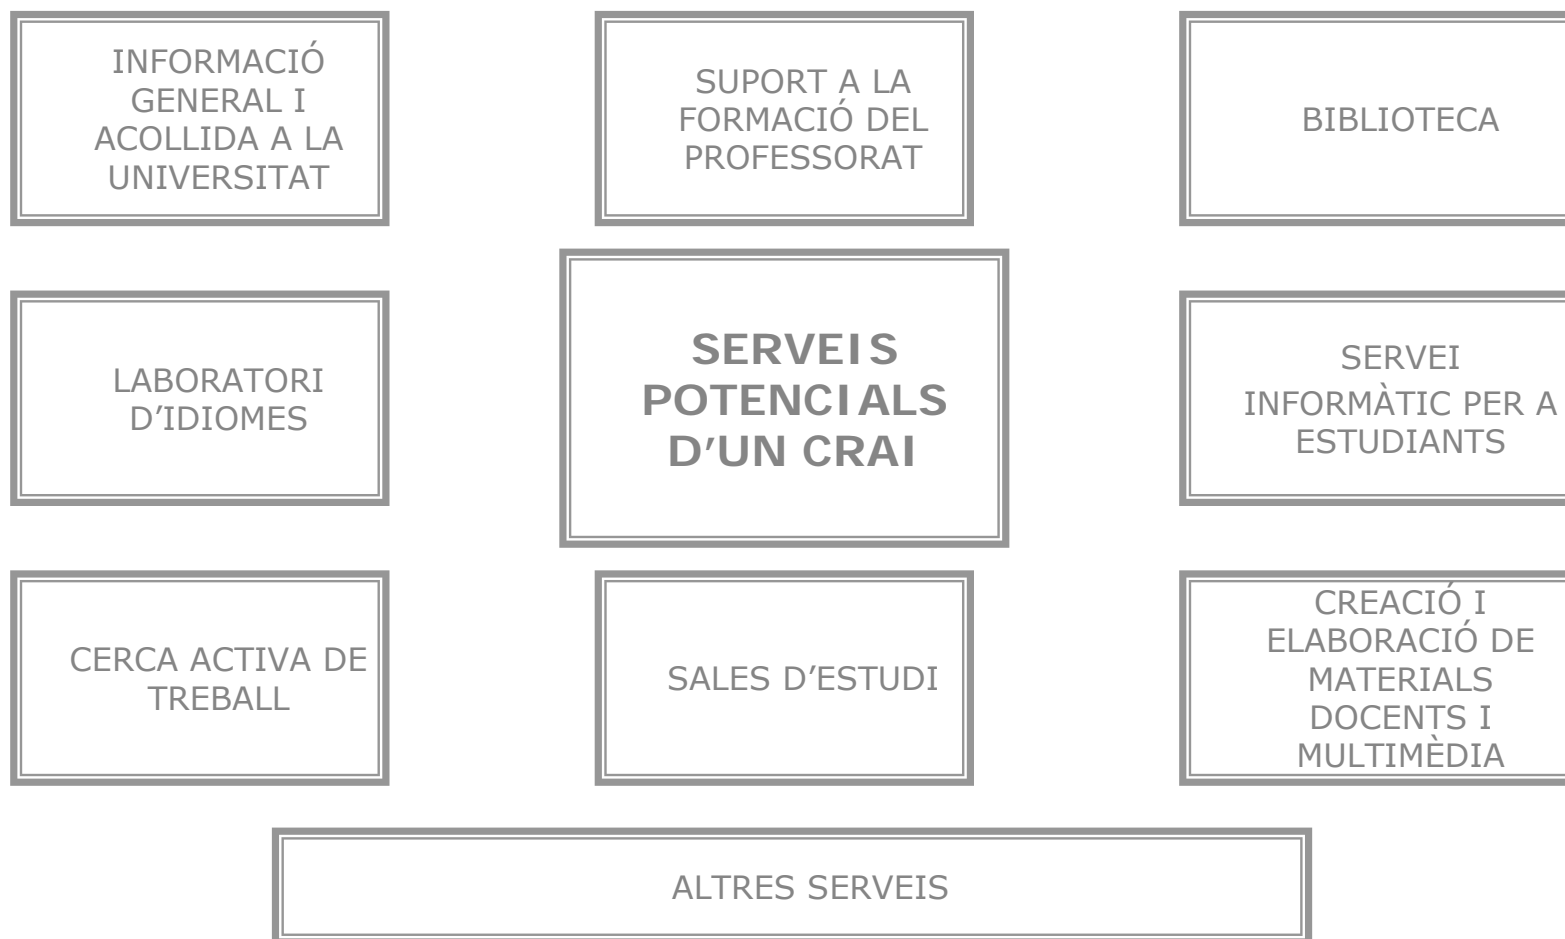 INFORMACIÓ
GENERAL I
ACOLLIDA A LA
UNIVERSITAT
SUPORT A LA
FORMACIÓ DEL
PROFESSORAT
BIBLIOTECA
LABORATORI
D’IDIOMES
SERVEIS
POTENCIALS
D’UN CRAI
SERVEI
INFORMÀTIC PER A
ESTUDIANTS
CERCA ACTIVA DE
TREBALL
SALES D’ESTUDI
CREACIÓ I
ELABORACIÓ DE
MATERIALS
DOCENTS I
MULTIMÈDIA
ALTRES SERVEIS